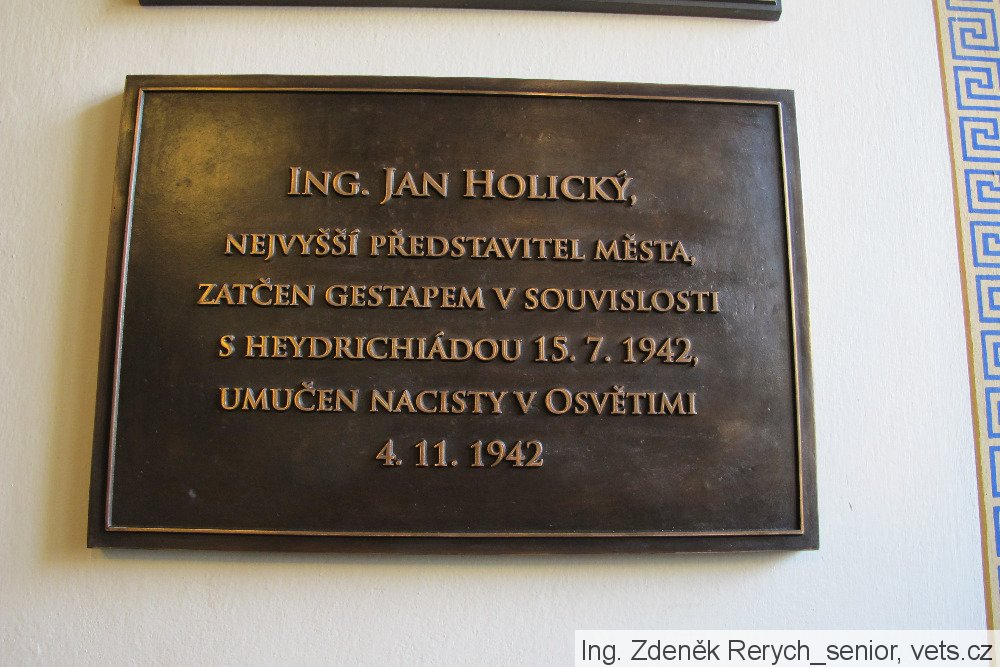 Ing. Jan Holický,
nejvyšší představitel města,
zatčen gestapem v souvislosti
s heydrichiádou 15. 7. 1942,
umučen nacisty v Osvětimi
4. 11. 1942
Ing. Zdeněk Rerych_senior, vets.cz